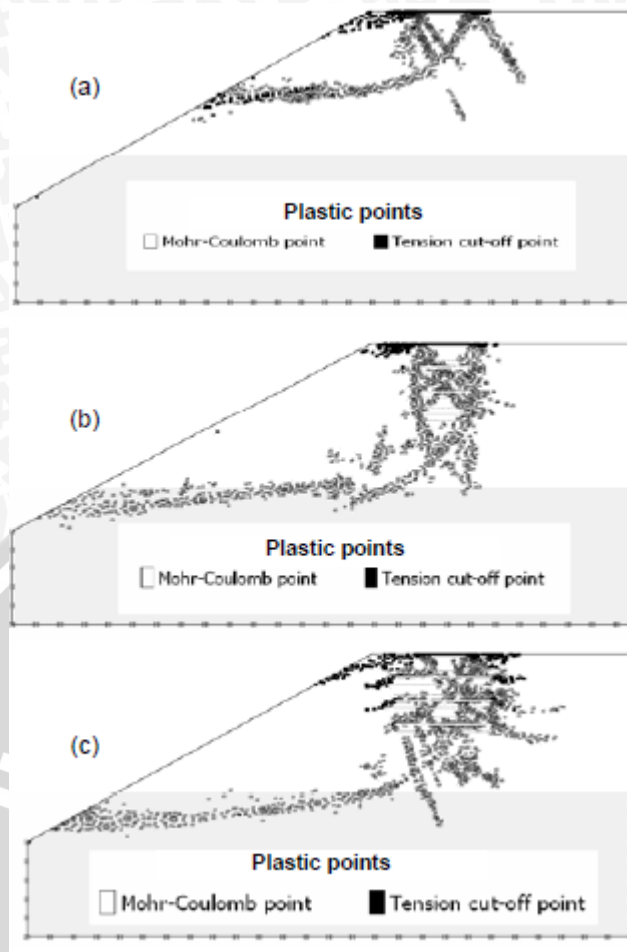 (a)
Plastic points
Mohr-Coulomb point Tension cut-off point
(b)
Plastic points
Mohr-Coulomb point Tension cut-off point
(c)
Plastic points
Mohr-Coulomb point Tension cut-off point